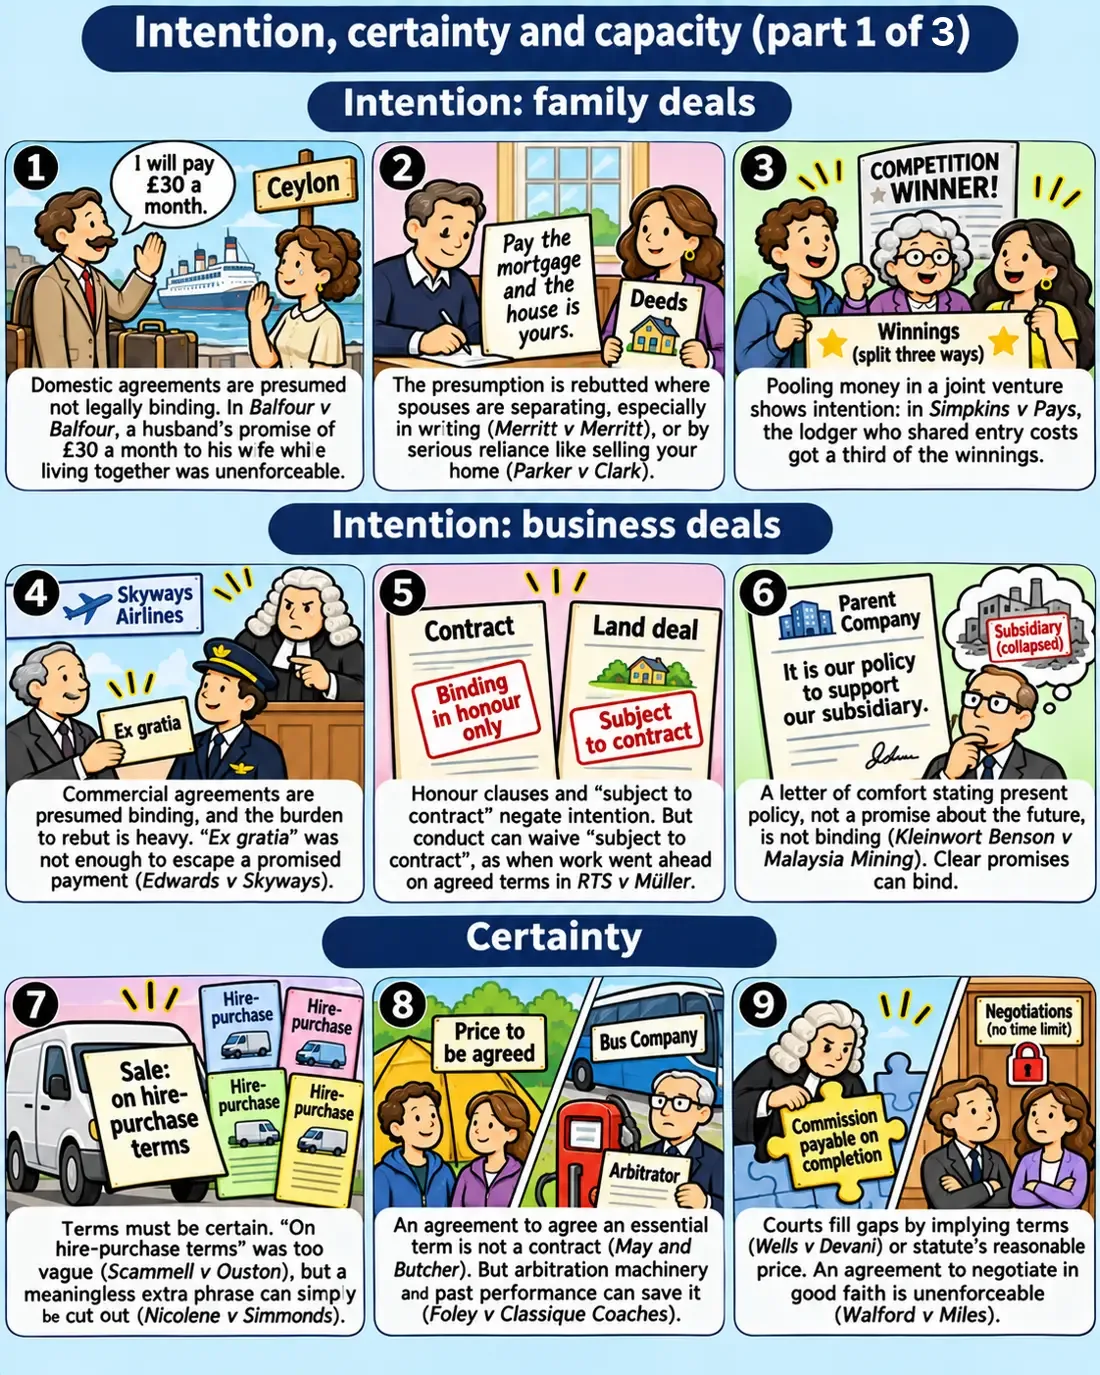 Intention, certainty and capacity (part 1 of 3)
Intention: family deals
1
I will pay
£30 a
month.
Ceylon
Domestic agreements are presumed
not legally binding. In Balfour v
Balfour, a husband's promise of
£30 a month to his wife while
living together was unenforceable.
2
Pay the
mortgage
and the
house is
yours.
Deeds
The presumption is rebutted where
spouses are separating, especially
in writing (Merritt v Merritt), or by
serious reliance like selling your
home (Parker v Clark).
3
COMPETITION
WINNER!
Winnings
(split three ways)
Pooling money in a joint venture
shows intention: in Simpkins v Pays,
the lodger who shared entry costs
got a third of the winnings.
Intention: business deals
4
Skyways
Airlines
Ex gratia
Commercial agreements are
presumed binding, and the burden
to rebut is heavy. "Ex gratia" was
not enough to escape a promised
payment (Edwards v Skyways).
5
Contract
Binding
in honour
only
Land deal
Subject
to contract
Honour clauses and "subject to
contract" negate intention. But
conduct can waive "subject to
contract", as when work went ahead
on agreed terms in RTS v Müller.
6
Parent
Company
It is our policy
to support
our subsidiary.
Subsidiary
(collapsed)
A letter of comfort stating present
policy, not a promise about the future,
is not binding (Kleinwort Benson v
Malaysia Mining). Clear promises
can bind.
Certainty
7
Sale:
on hire-
purchase
terms
Hire-
purchase
Hire-
purchase
Hire-
purchase
Hire-
purchase
Terms must be certain. "On
hire-purchase terms" was too
vague (Scammell v Ouston), but a
meaningless extra phrase can simply
be cut out (Nicolene v Simmonds).
8
Price to
be agreed
Bus Company
Arbitrator
An agreement to agree an essential
term is not a contract (May and
Butcher). But arbitration machinery
and past performance can save it
(Foley v Classique Coaches).
9
Commission
payable on
completion
Negotiations
(no time limit)
Courts fill gaps by implying terms
(Wells v Devani) or statute's reasonable
price. An agreement to negotiate in
good faith is unenforceable
(Walford v Miles).